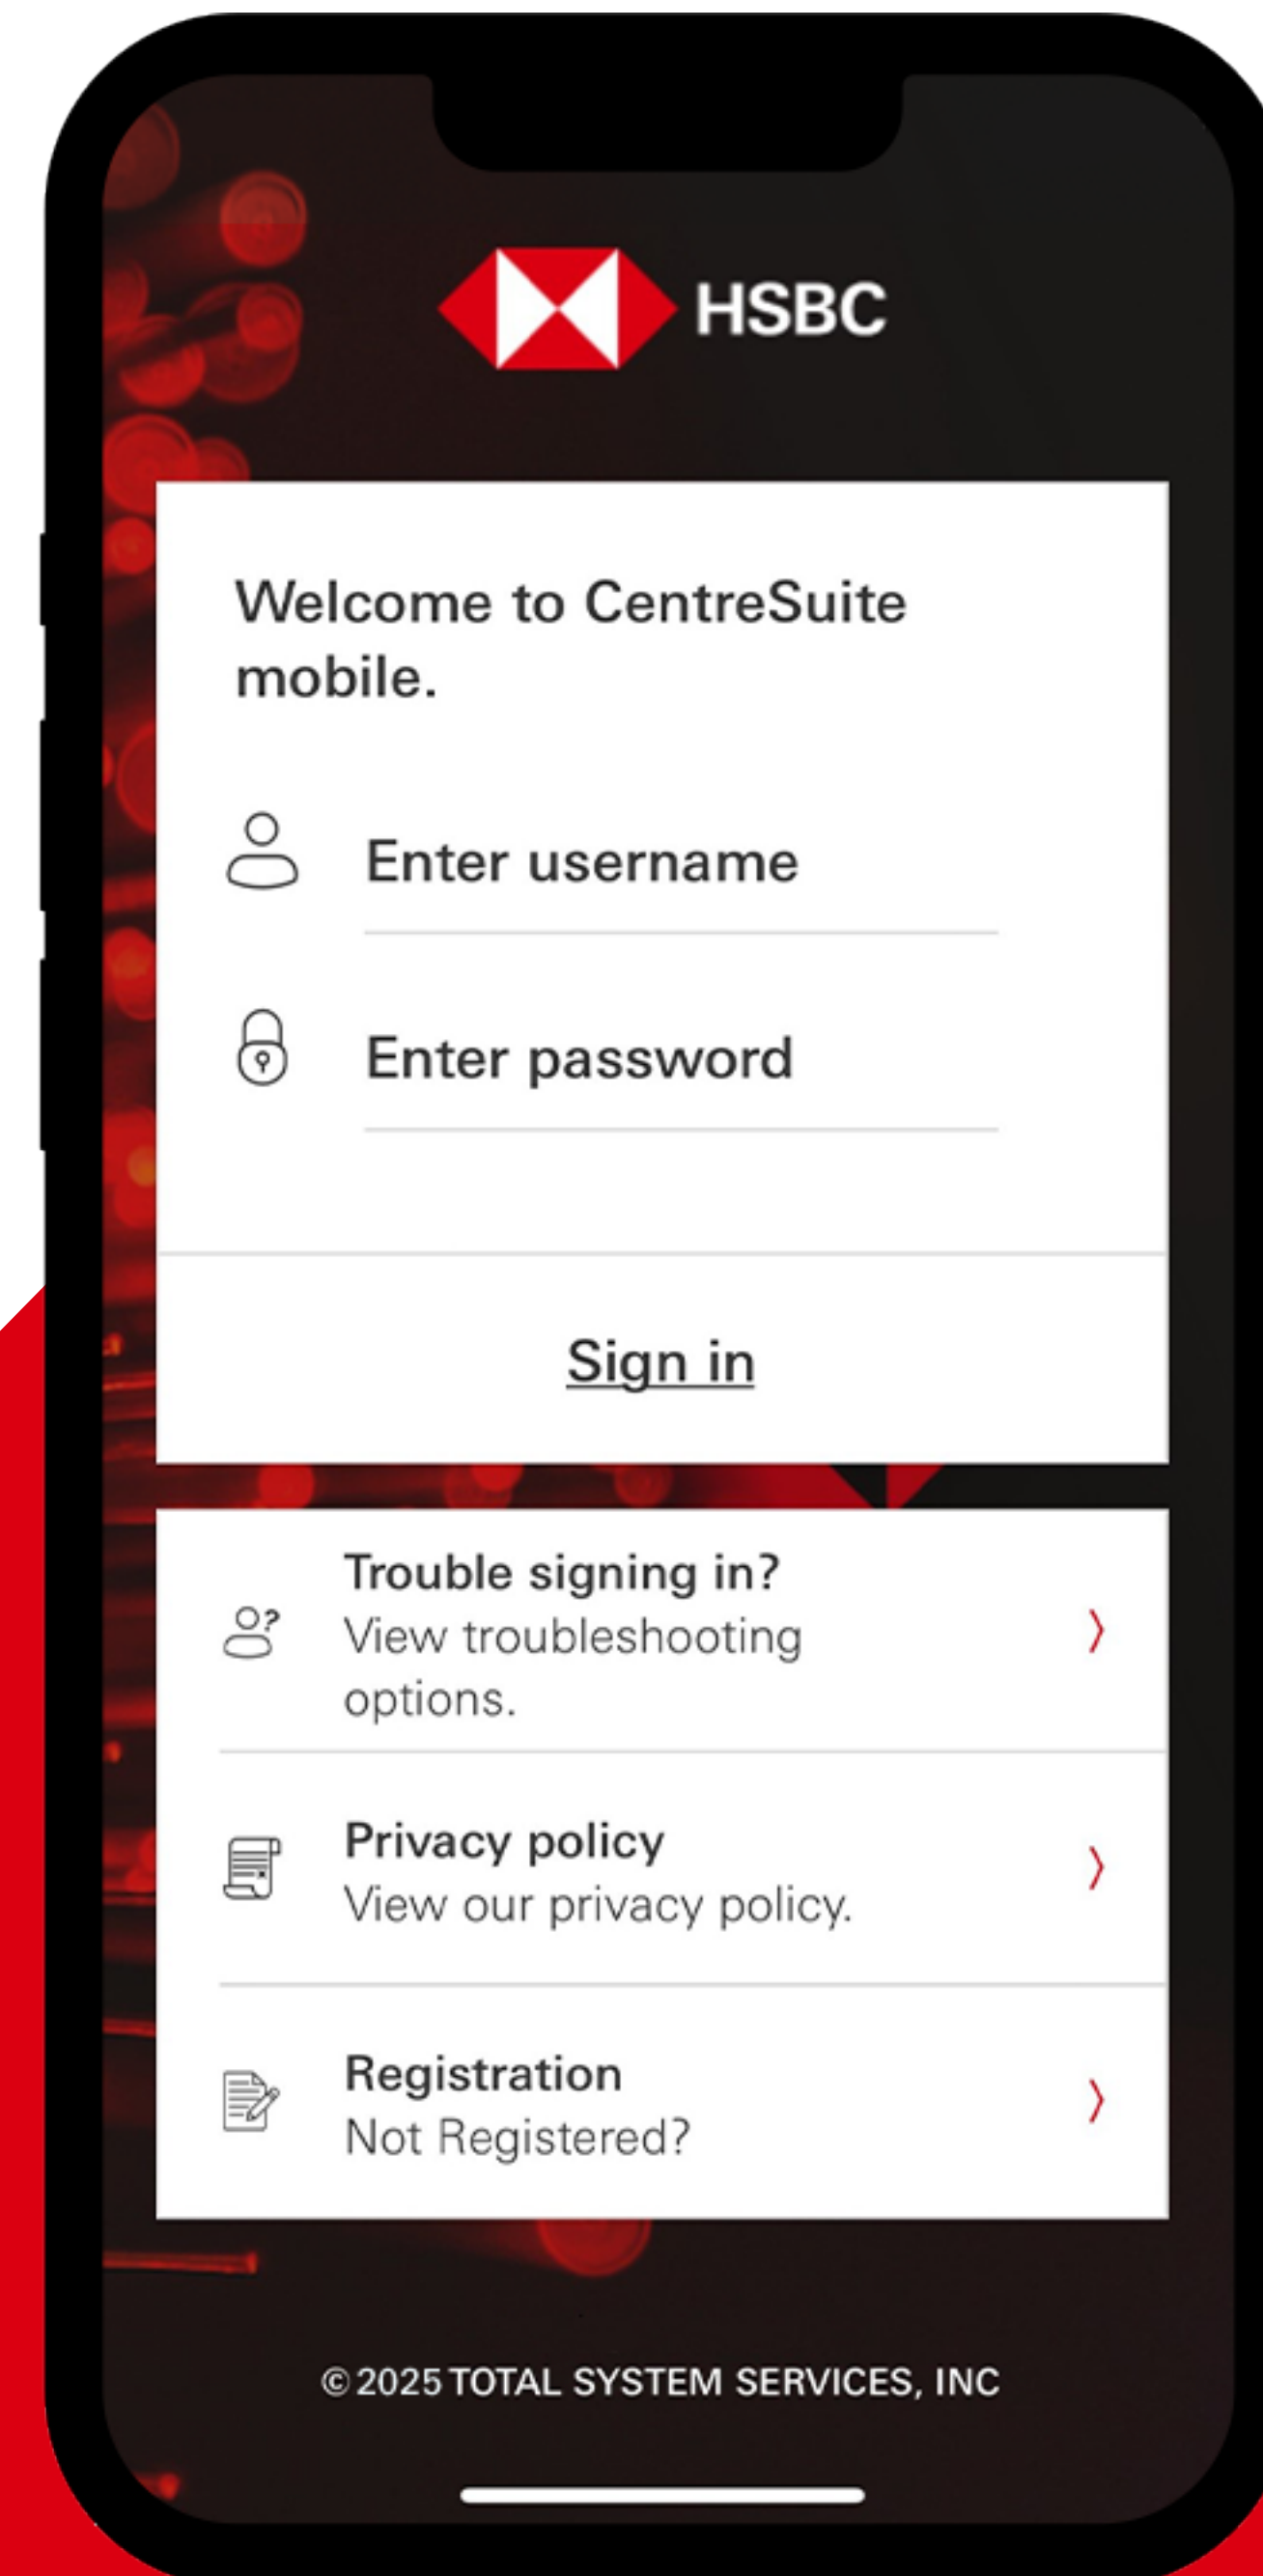 HSBC
Welcome to CentreSuite
mobile.
Enter username
Enter password
Sign in
Trouble signing in?
View troubleshooting
options.
Privacy policy
View our privacy policy.
Registration
Not Registered?
© 2025 TOTAL SYSTEM SERVICES, INC